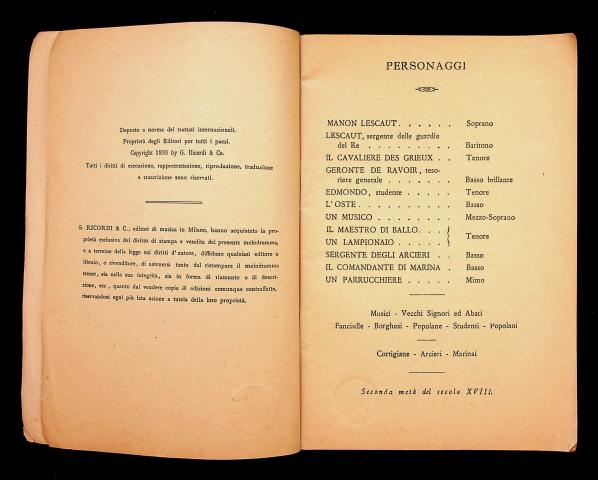 Deposto a norma dei trattati internazionali,
Proprietà degli Editori per tutti i paesi.
Copyright 1893 by G. Ricordi & Co.
Tutti i diritti di esecuzione, rappresentazione, riproduzione, traduzione
e trascrizione sono riservati.
G. RICORDI & C., editori di musica in Milano, hanno acquistato la pro-
prietà esclusiva del diritto di stampa e vendita del presente melodramma,
e a termine della legge sui diritti d'autore, diffidano qualsiasi editore o
libraio, o rivenditore, di astenersi tanto dal ristampare il melodramma
stesso, sia nella sua integrità, sia in forma di riassunto o di descri-
zione, ecc., quanto dal vendere copie di edizioni comunque contraffatte,
riservandosi ogni più lata azione a tutela della loro proprietà.
PERSONAGGI
MANON LESCAUT . . . . . . Soprano
LESCAUT, sergente delle guardie
del Re . . . . . . . . . Baritono
IL CAVALIERE DES GRIEUX . . Tenore
GERONTE DE RAVOIR, teso-
riere generale . . . . . . . Basso brillante
EDMONDO, studente . . . . . Tenore
L'OSTE . . . . . . . . . . Basso
UN MUSICO . . . . . . . . Mezzo-Soprano
IL MAESTRO DI BALLO . . .
UN LAMPIONAIO . . . . . } Tenore
SERGENTE DEGLI ARCIERI . . Basso
IL COMANDANTE DI MARINA . Basso
UN PARRUCCHIERE . . . . . Mimo
Musici - Vecchi Signori ed Abati
Fanciulle - Borghesi - Popolane - Studenti - Popolani
Cortigiane - Arcieri - Marinai
Seconda metà del secolo XVIII.